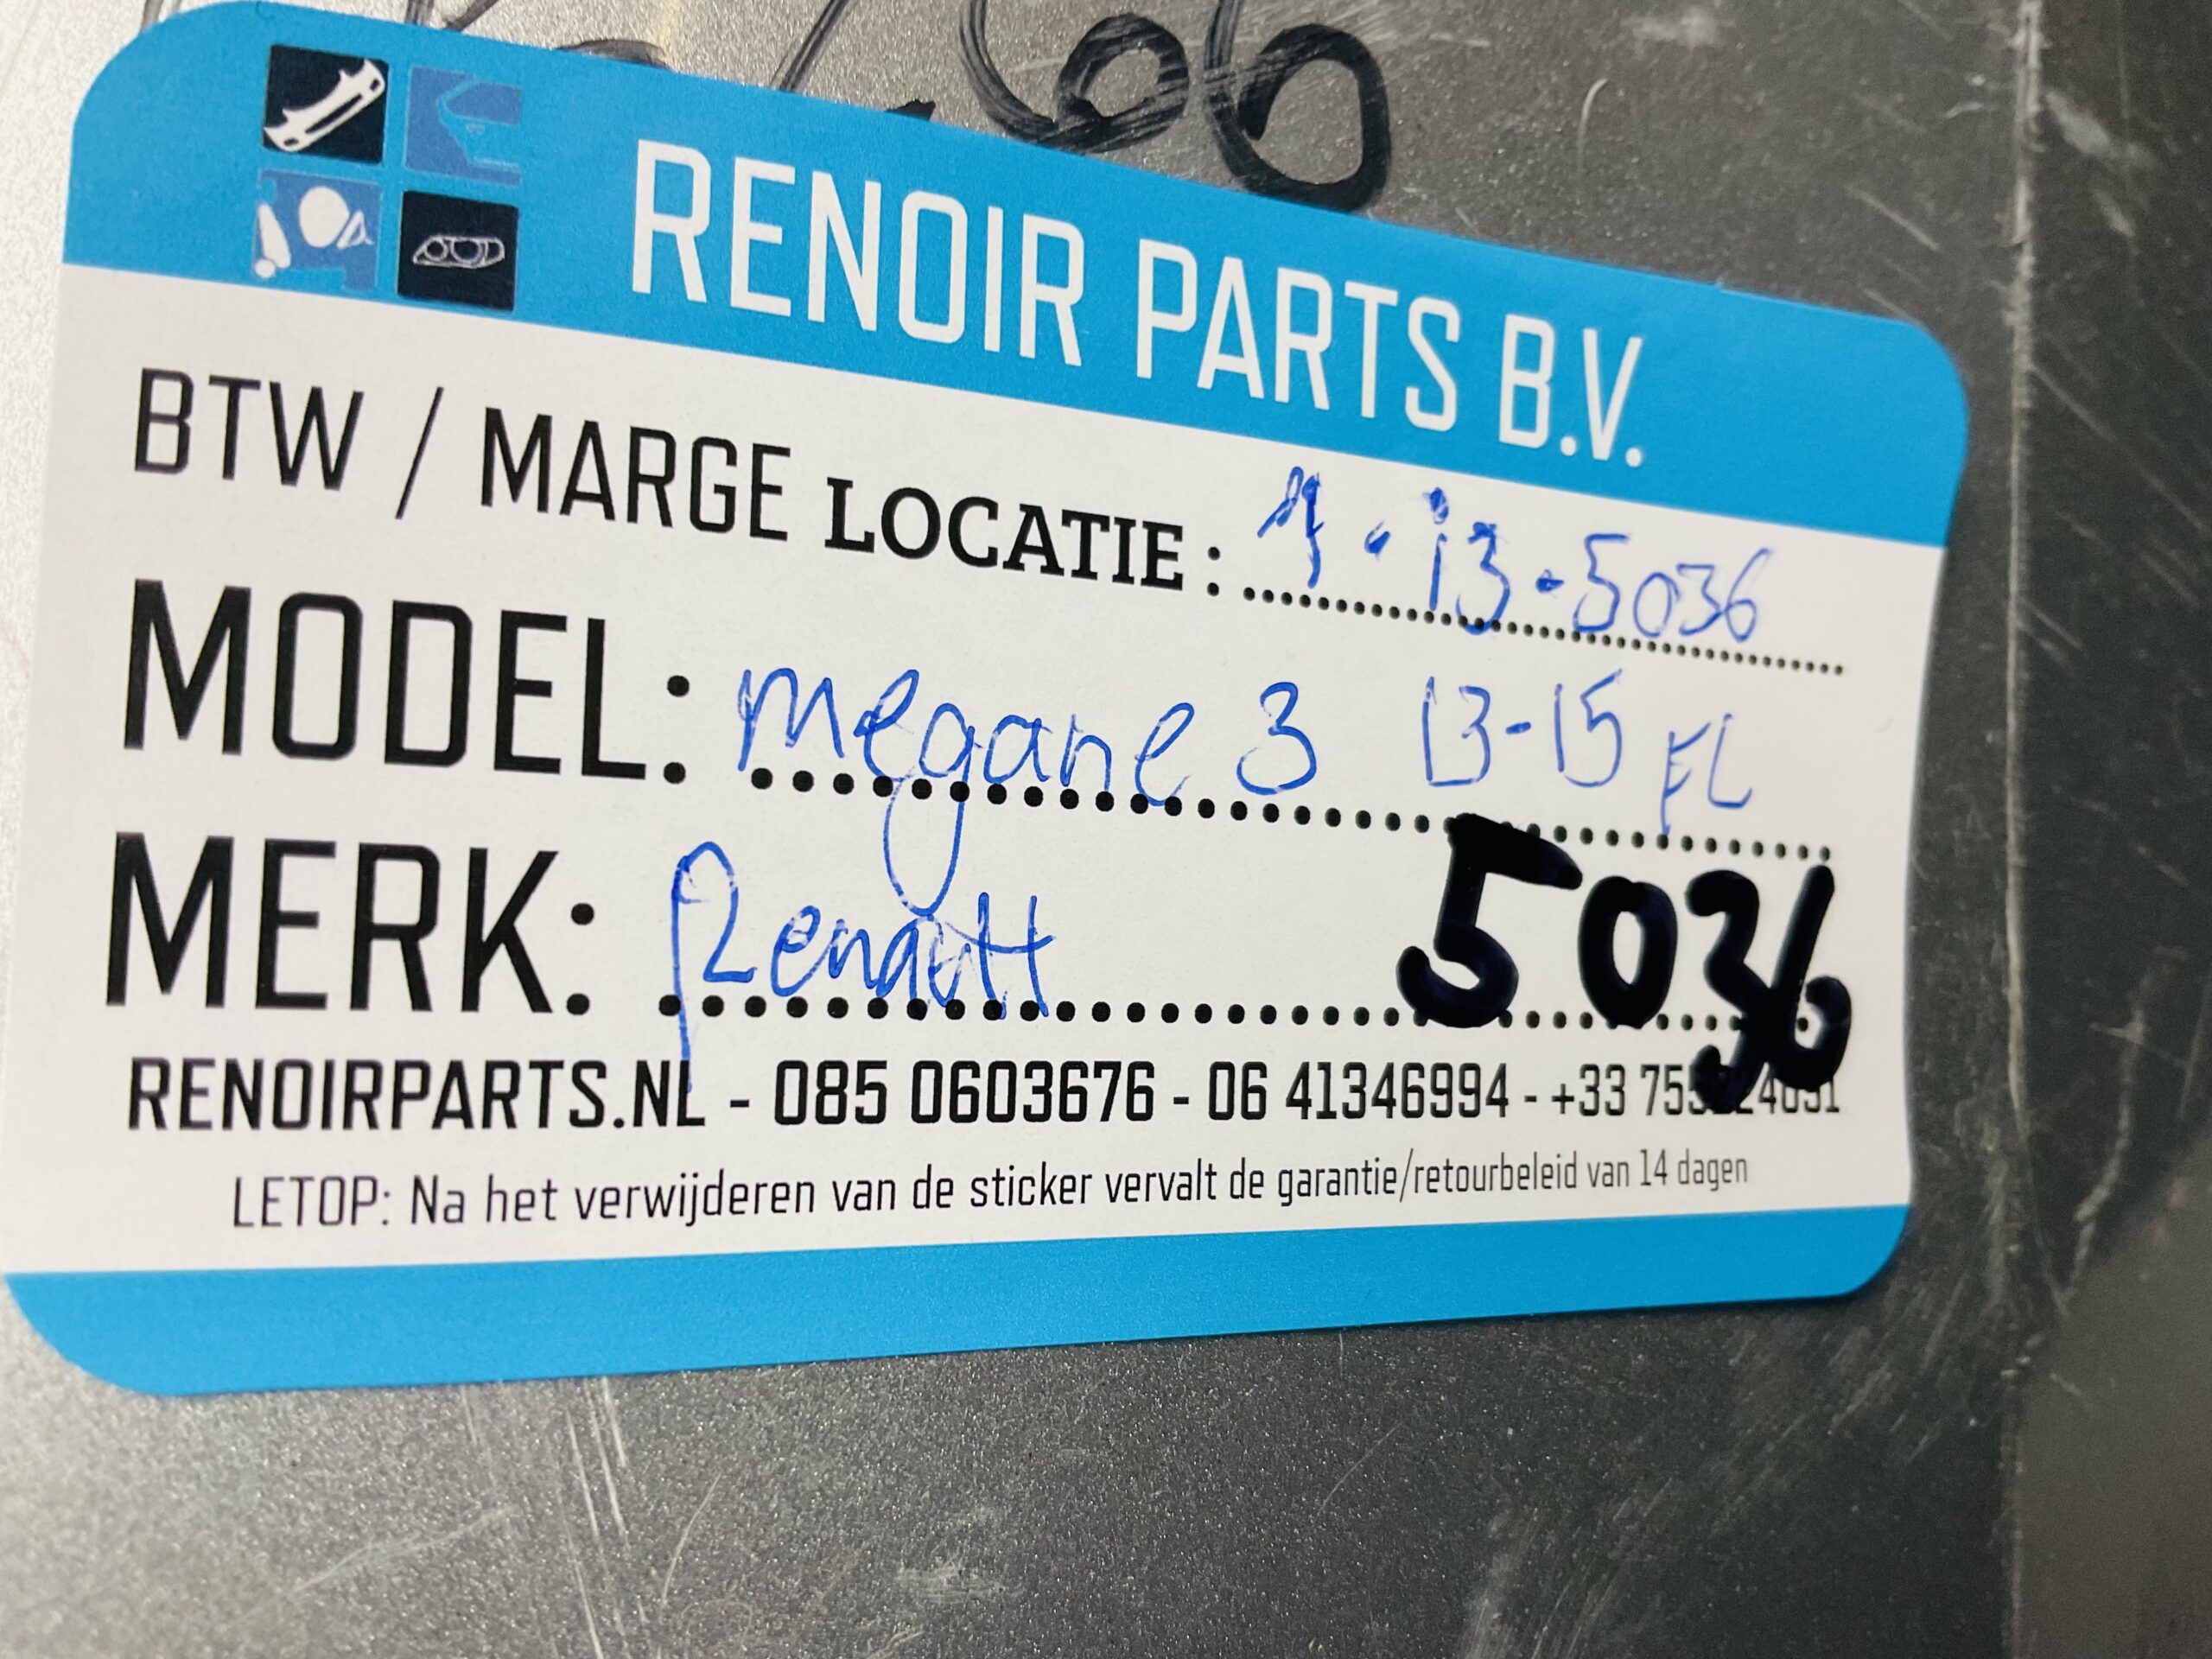 RENOIR PARTS B.V.
BTW / MARGE LOCATIE: 1-13-5036
MODEL: megane 3 13-15 FL
MERK: Renault
5036
RENOIRPARTS.NL - 085 0603676 - 06 41346994 - +33
LETOP: Na het verwijderen van de sticker vervalt de garantie/retourbeleid van 14 dagen